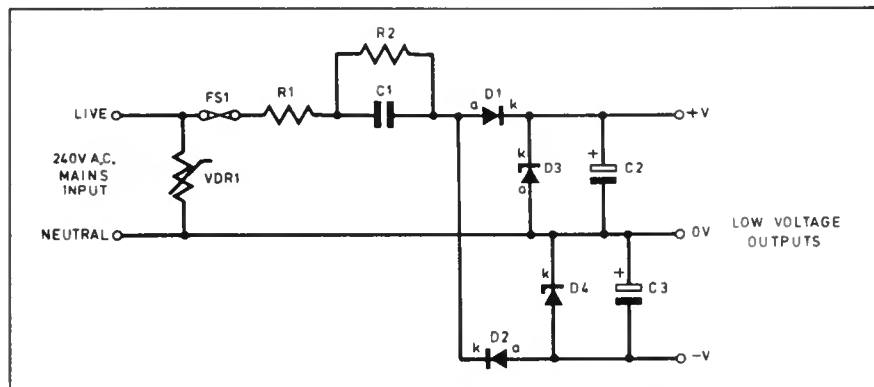 R2
R1
C1
FS1
D1
a
k
LIVE
+V
240V A.C.
MAINS
INPUT
VDR1
k
D3
a
+
C2
NEUTRAL
0V
LOW VOLTAGE
OUTPUTS
k
D4
a
+
C3
D2
k
a
-V